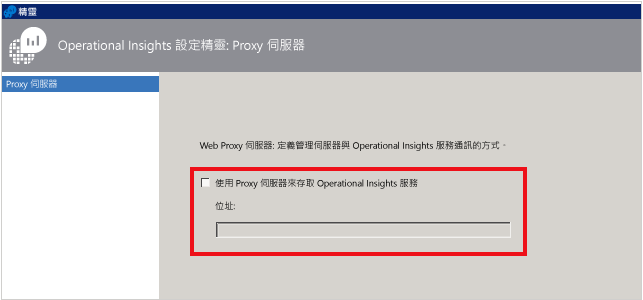 精靈
Operational Insights 設定精靈: Proxy 伺服器
Proxy 伺服器
Web Proxy 伺服器: 定義管理伺服器與 Operational Insights 服務通訊的方式。
使用 Proxy 伺服器來存取 Operational Insights 服務
位址: